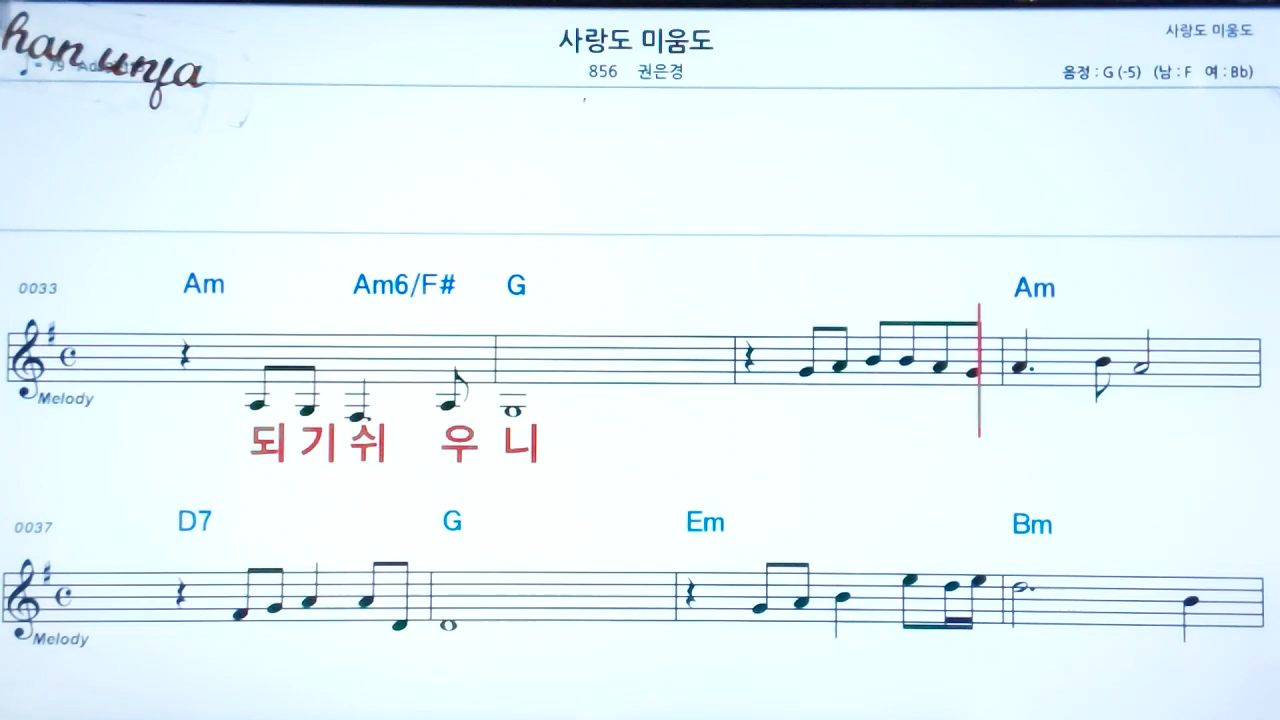 han unja
사랑도 미움도
사랑도 미움도
♩= 79
856 권은경
음정 : G (-5) (남 : F 여 : Bb)
0033 Am Am6/F# G Am
Melody
되 기 쉬 우 니
0037 D7 G Em Bm
Melody